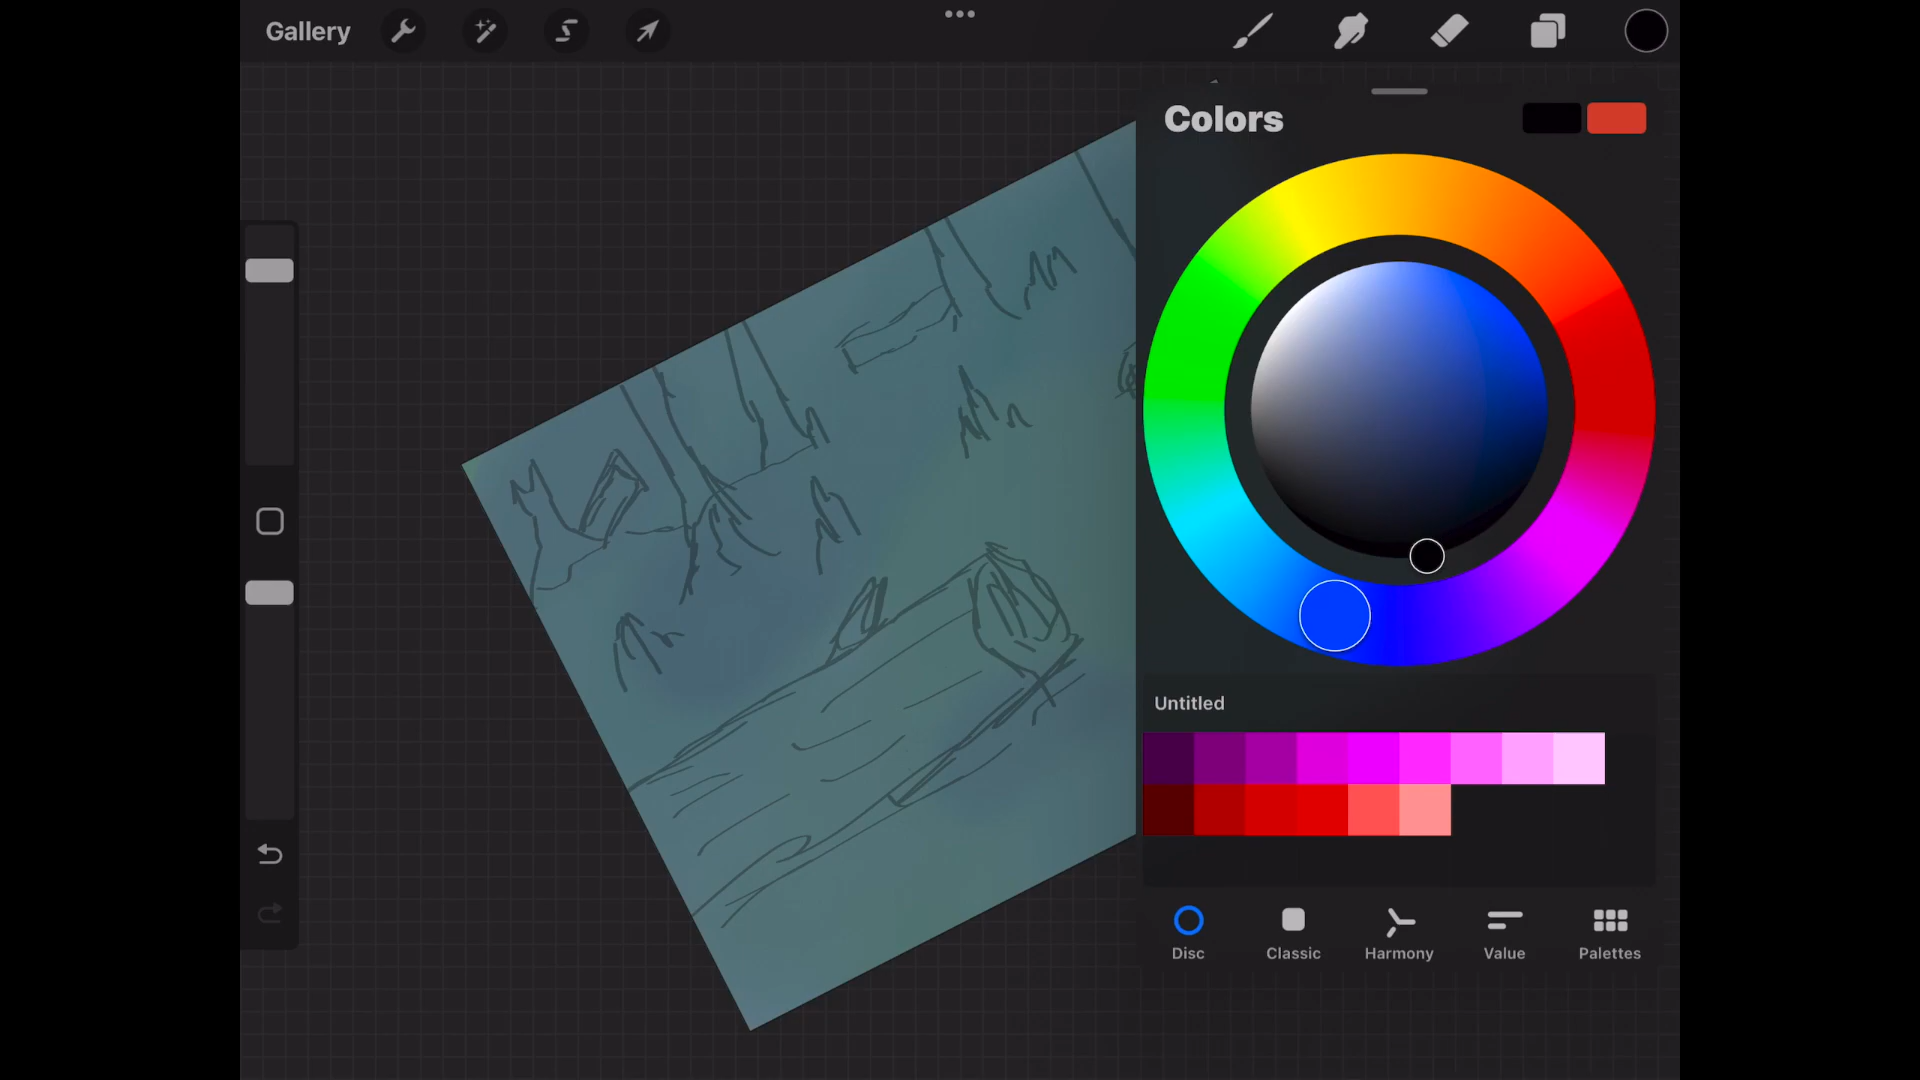 Gallery
Colors
Untitled
Disc
Classic
Harmony
Value
Palettes